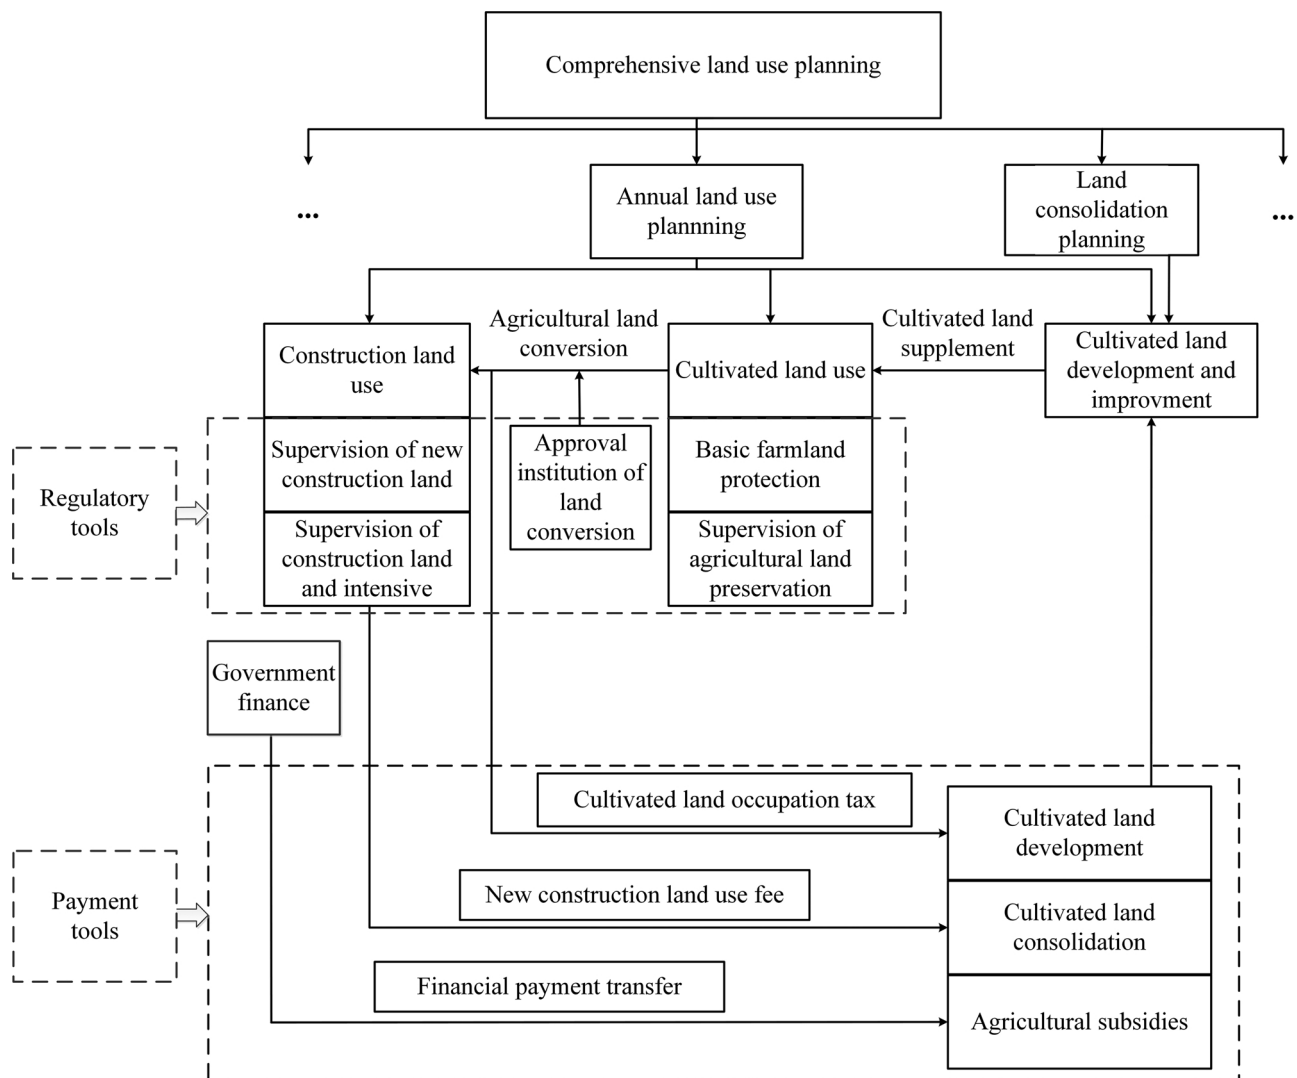 Comprehensive land use planning
...
Annual land use
plannning
Land
consolidation
planning
...
Construction land
use
Agricultural land
conversion
Cultivated land use
Cultivated land
supplement
Cultivated land
development and
improvment
Regulatory
tools
Supervision of new
construction land
Supervision of
construction land
and intensive
Approval
institution of
land
conversion
Basic farmland
protection
Supervision of
agricultural land
preservation
Government
finance
Payment
tools
Cultivated land occupation tax
New construction land use fee
Financial payment transfer
Cultivated land
development
Cultivated land
consolidation
Agricultural subsidies